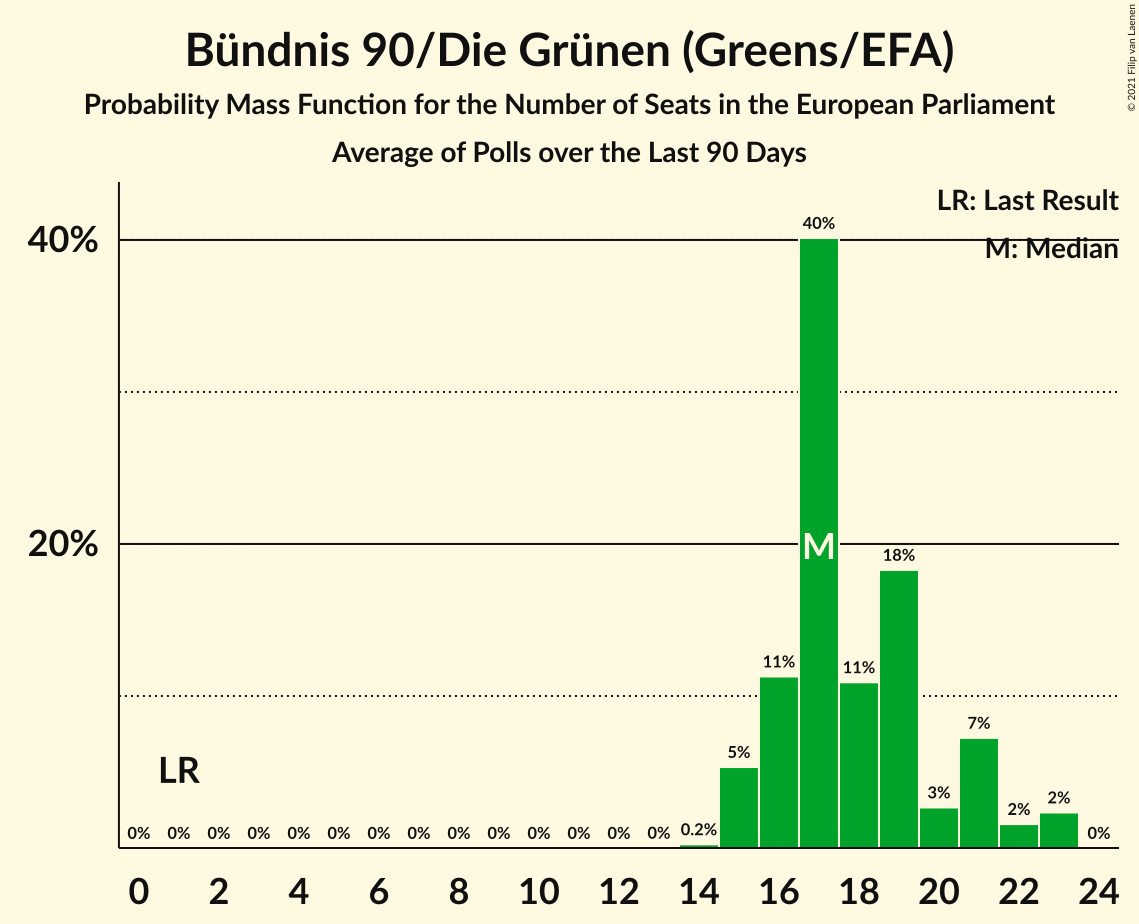 Bündnis 90/Die Grünen (Greens/EFA)
Probability Mass Function for the Number of Seats in the European Parliament
Average of Polls over the Last 90 Days
© 2021 Filip van Laenen
LR: Last Result
M: Median
40%
20%
40%
M
18%
11%
11%
7%
5%
3%
2%
2%
LR
0% 0% 0% 0% 0% 0% 0% 0% 0% 0% 0% 0% 0% 0% 0.2% 0%
0 2 4 6 8 10 12 14 16 18 20 22 24